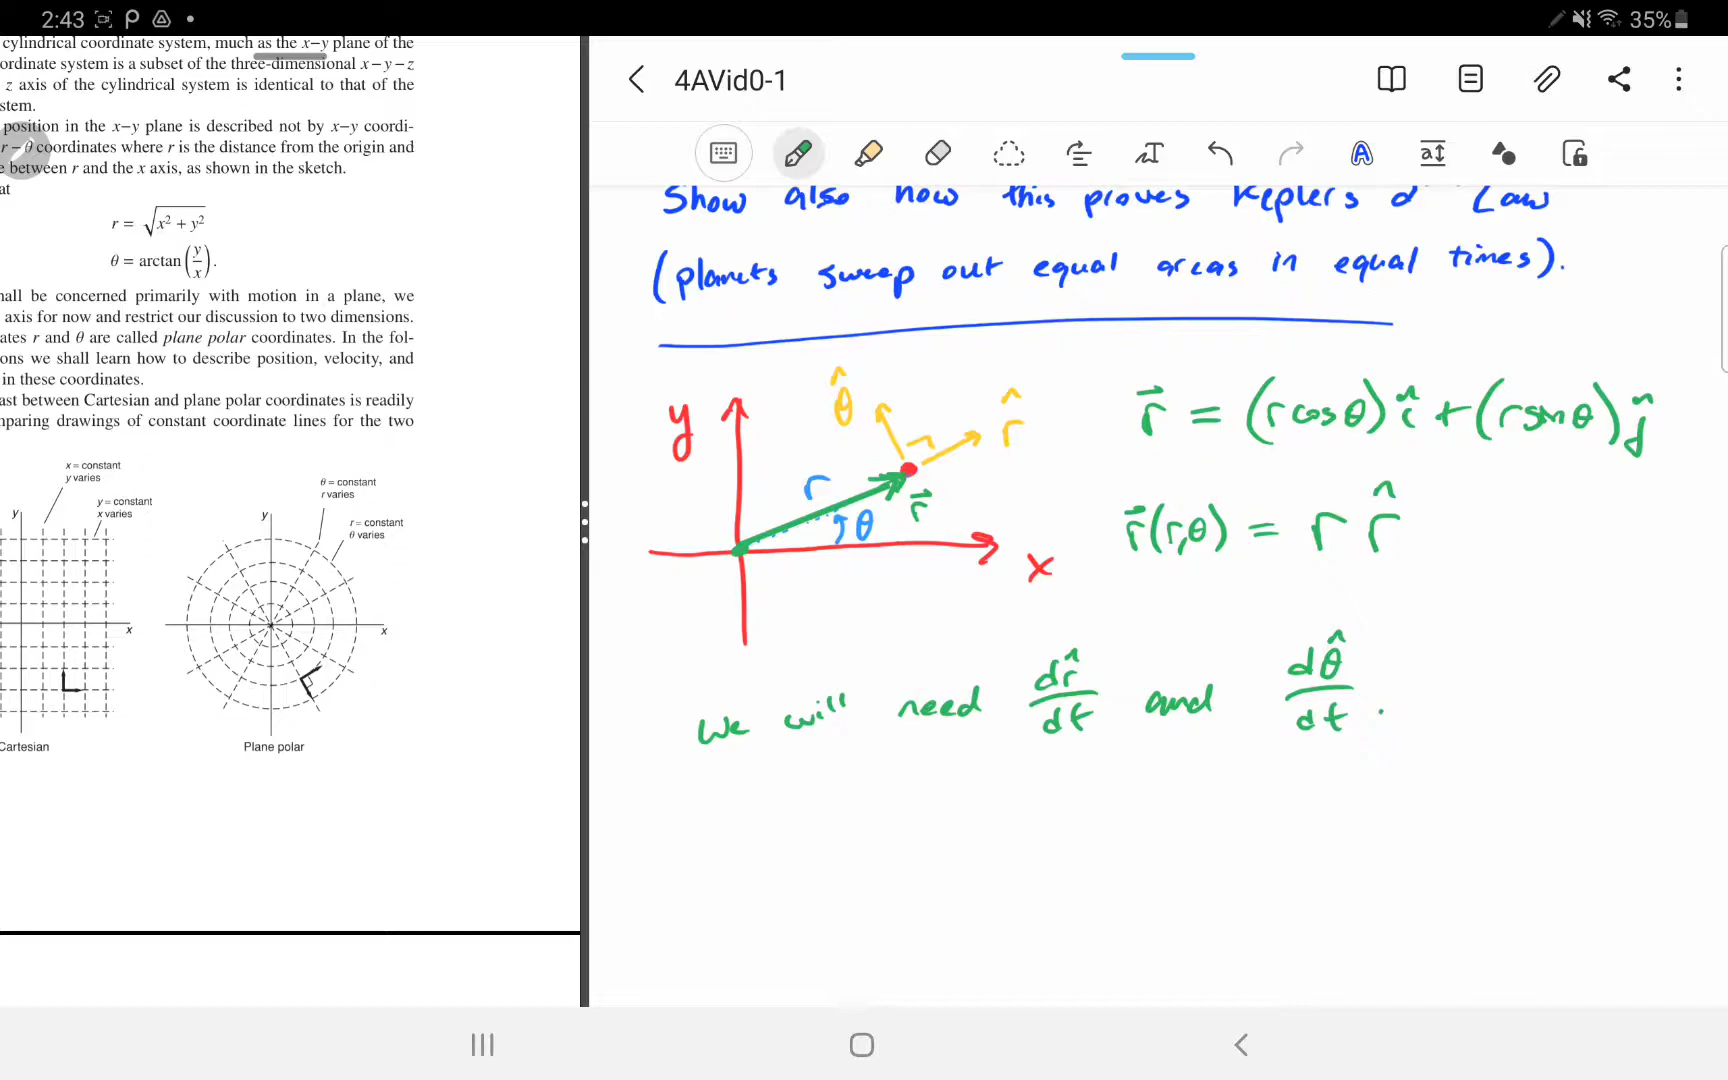 2:43
35%
cylindrical coordinate system, much as the x–y plane of the
ordinate system is a subset of the three-dimensional x – y – z
z axis of the cylindrical system is identical to that of the
stem.
position in the x–y plane is described not by x–y coordi-
r – θ coordinates where r is the distance from the origin and
e between r and the x axis, as shown in the sketch.
at
r = √(x² + y²)
θ = arctan (y/x).
hall be concerned primarily with motion in a plane, we
axis for now and restrict our discussion to two dimensions.
ates r and θ are called plane polar coordinates. In the fol-
ons we shall learn how to describe position, velocity, and
in these coordinates.
ast between Cartesian and plane polar coordinates is readily
mparing drawings of constant coordinate lines for the two
x = constant
y varies
y = constant
x varies
y
x
Cartesian
θ = constant
r varies
r = constant
θ varies
y
x
Plane polar
4AVid0-1
Show also how this proves Keplers Law
(planets sweep out equal areas in equal times).
y
θ̂
r̂
r
θ
r⃗
x
r⃗ = (r cos θ) î + (r sin θ) ĵ
r⃗(r,θ) = r r̂
We will need dr̂/dt and dθ̂/dt .